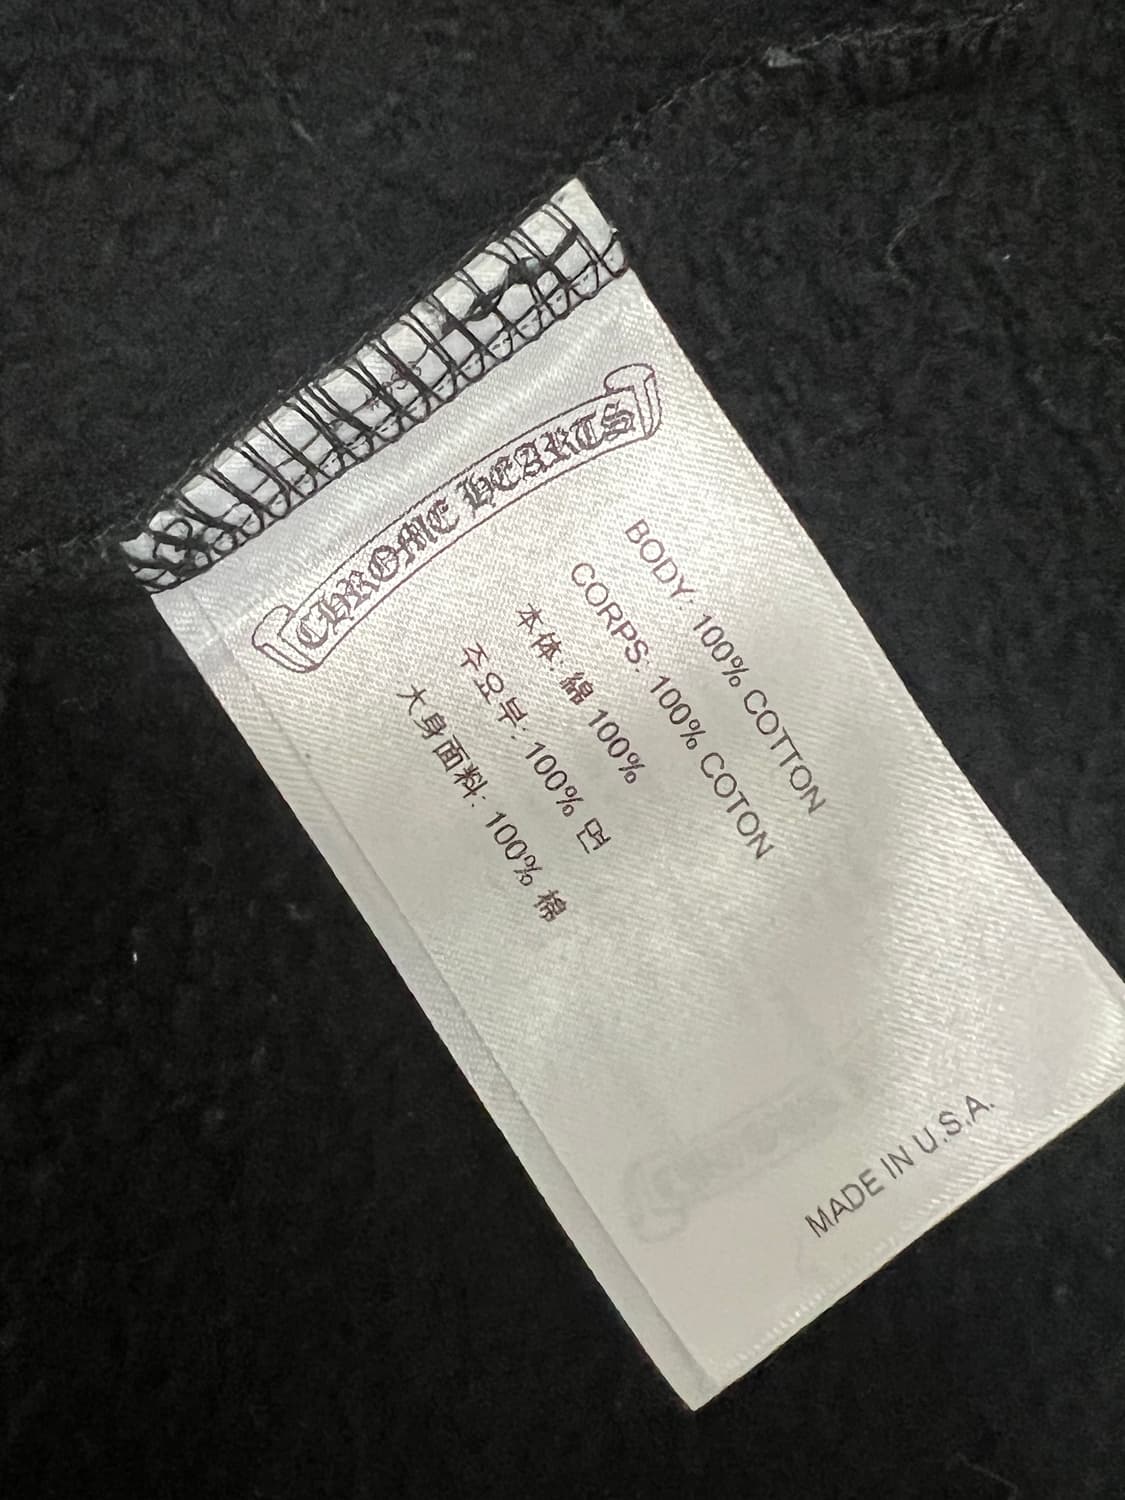 CHROME HEARTS
BODY: 100% COTTON
CORPS: 100% COTON
本体: 綿 100%
주요부: 100% 면
大身面料: 100% 棉
MADE IN U.S.A.